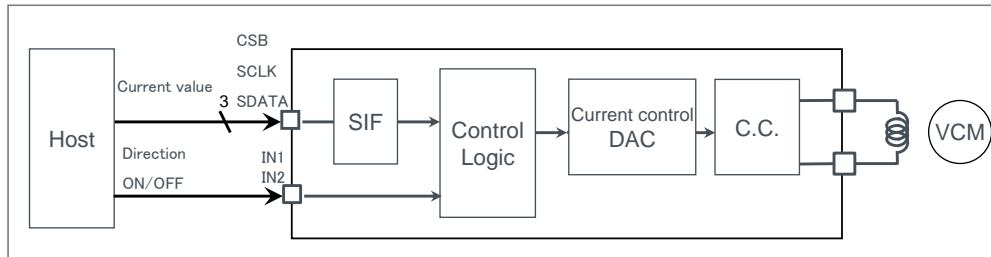 CSB
SCLK
Current value
3
SDATA
Host
SIF
Control
Logic
Current control
DAC
C.C.
VCM
Direction
ON/OFF
IN1
IN2